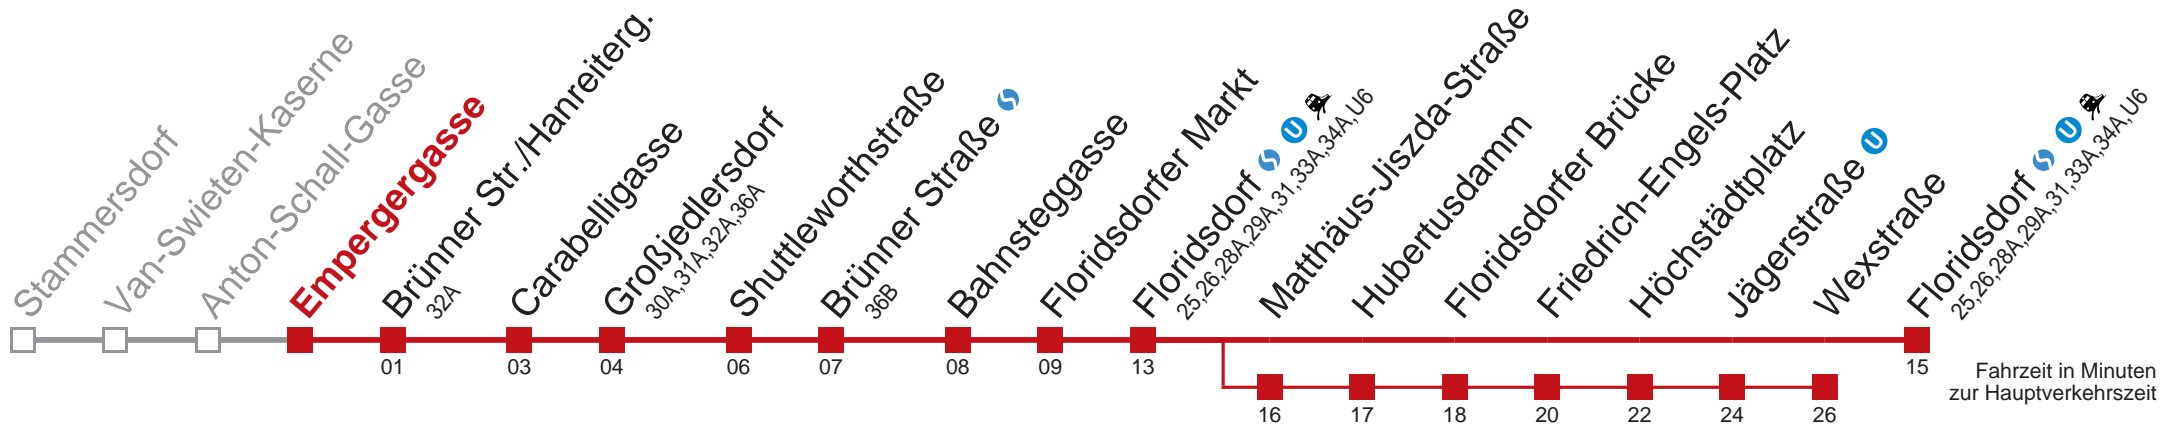 Stammersdorf
Van-Swieten-Kaserne
Anton-Schall-Gasse
Empergergasse
Brünner Str./Hanreiterg.
32A
Carabelligasse
Großjedlersdorf
30A,31A,32A,36A
Shuttleworthstraße
Brünner Straße
36B
Bahnsteggasse
Floridsdorfer Markt
Floridsdorf U
25,26,28A,29A,31,33A,34A,U6
Matthäus-Jiszda-Straße
Hubertusdamm
Floridsdorfer Brücke
Friedrich-Engels-Platz
Höchstädtplatz
Jägerstraße U
Wexstraße
Floridsdorf U
25,26,28A,29A,31,33A,34A,U6
01 03 04 06 07 08 09 13 15
16 17 18 20 22 24 26
Fahrzeit in Minuten
zur Hauptverkehrszeit